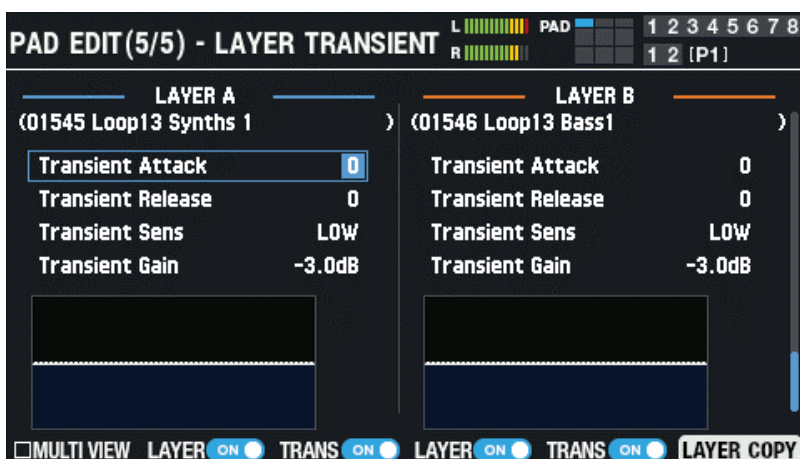 PAD EDIT(5/5) - LAYER TRANSIENT
L
R
PAD
1 2 3 4 5 6 7 8
1 2 [P1]
LAYER A
(01545 Loop13 Synths 1 )
Transient Attack 0
Transient Release 0
Transient Sens LOW
Transient Gain -3.0dB
LAYER B
(01546 Loop13 Bass1 )
Transient Attack 0
Transient Release 0
Transient Sens LOW
Transient Gain -3.0dB
MULTI VIEW LAYER ON TRANS ON LAYER ON TRANS ON LAYER COPY